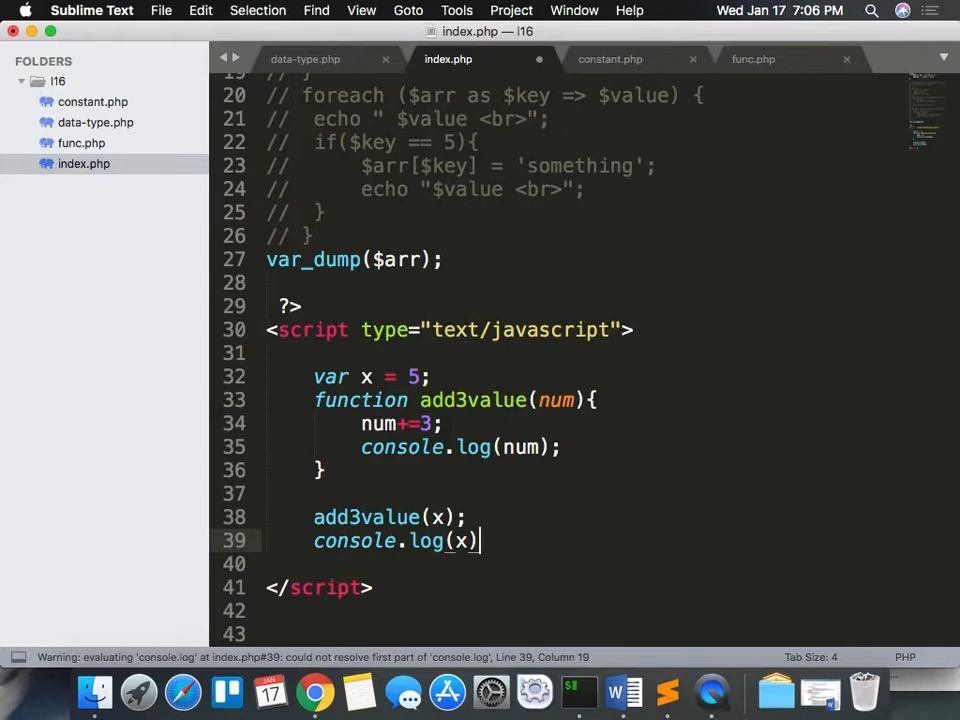 Sublime Text File Edit Selection Find View Goto Tools Project Window Help Wed Jan 17 7:06 PM
index.php — l16
FOLDERS
l16
constant.php
data-type.php
func.php
index.php
data-type.php × index.php constant.php × func.php ×
19 // }
20 // foreach ($arr as $key => $value) {
21 // echo " $value <br>";
22 // if($key == 5){
23 // $arr[$key] = 'something';
24 // echo "$value <br>";
25 // }
26 // }
27 var_dump($arr);
28
29 ?>
30 <script type="text/javascript">
31
32 var x = 5;
33 function add3value(num){
34 num+=3;
35 console.log(num);
36 }
37
38 add3value(x);
39 console.log(x)
40
41 </script>
42
43
Warning: evaluating 'console.log' at index.php#39: could not resolve first part of 'console.log', Line 39, Column 19 Tab Size: 4 PHP
JAN
17
$